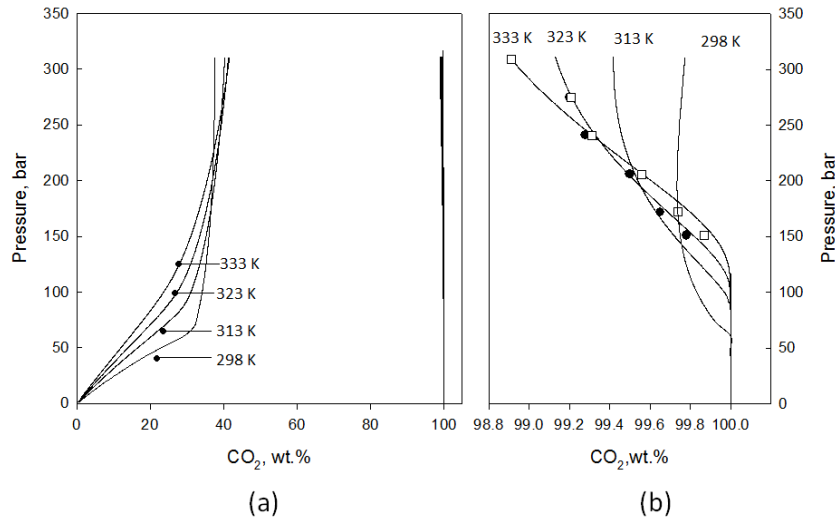 350
300
250
200
150
100
50
0
Pressure, bar
333 K
323 K
313 K
298 K
0
20
40
60
80
100
CO2, wt.%
(a)
333 K
323 K
313 K
298 K
350
300
250
200
150
100
50
0
Pressure, bar
98.8
99.0
99.2
99.4
99.6
99.8
100.0
CO2,wt.%
(b)